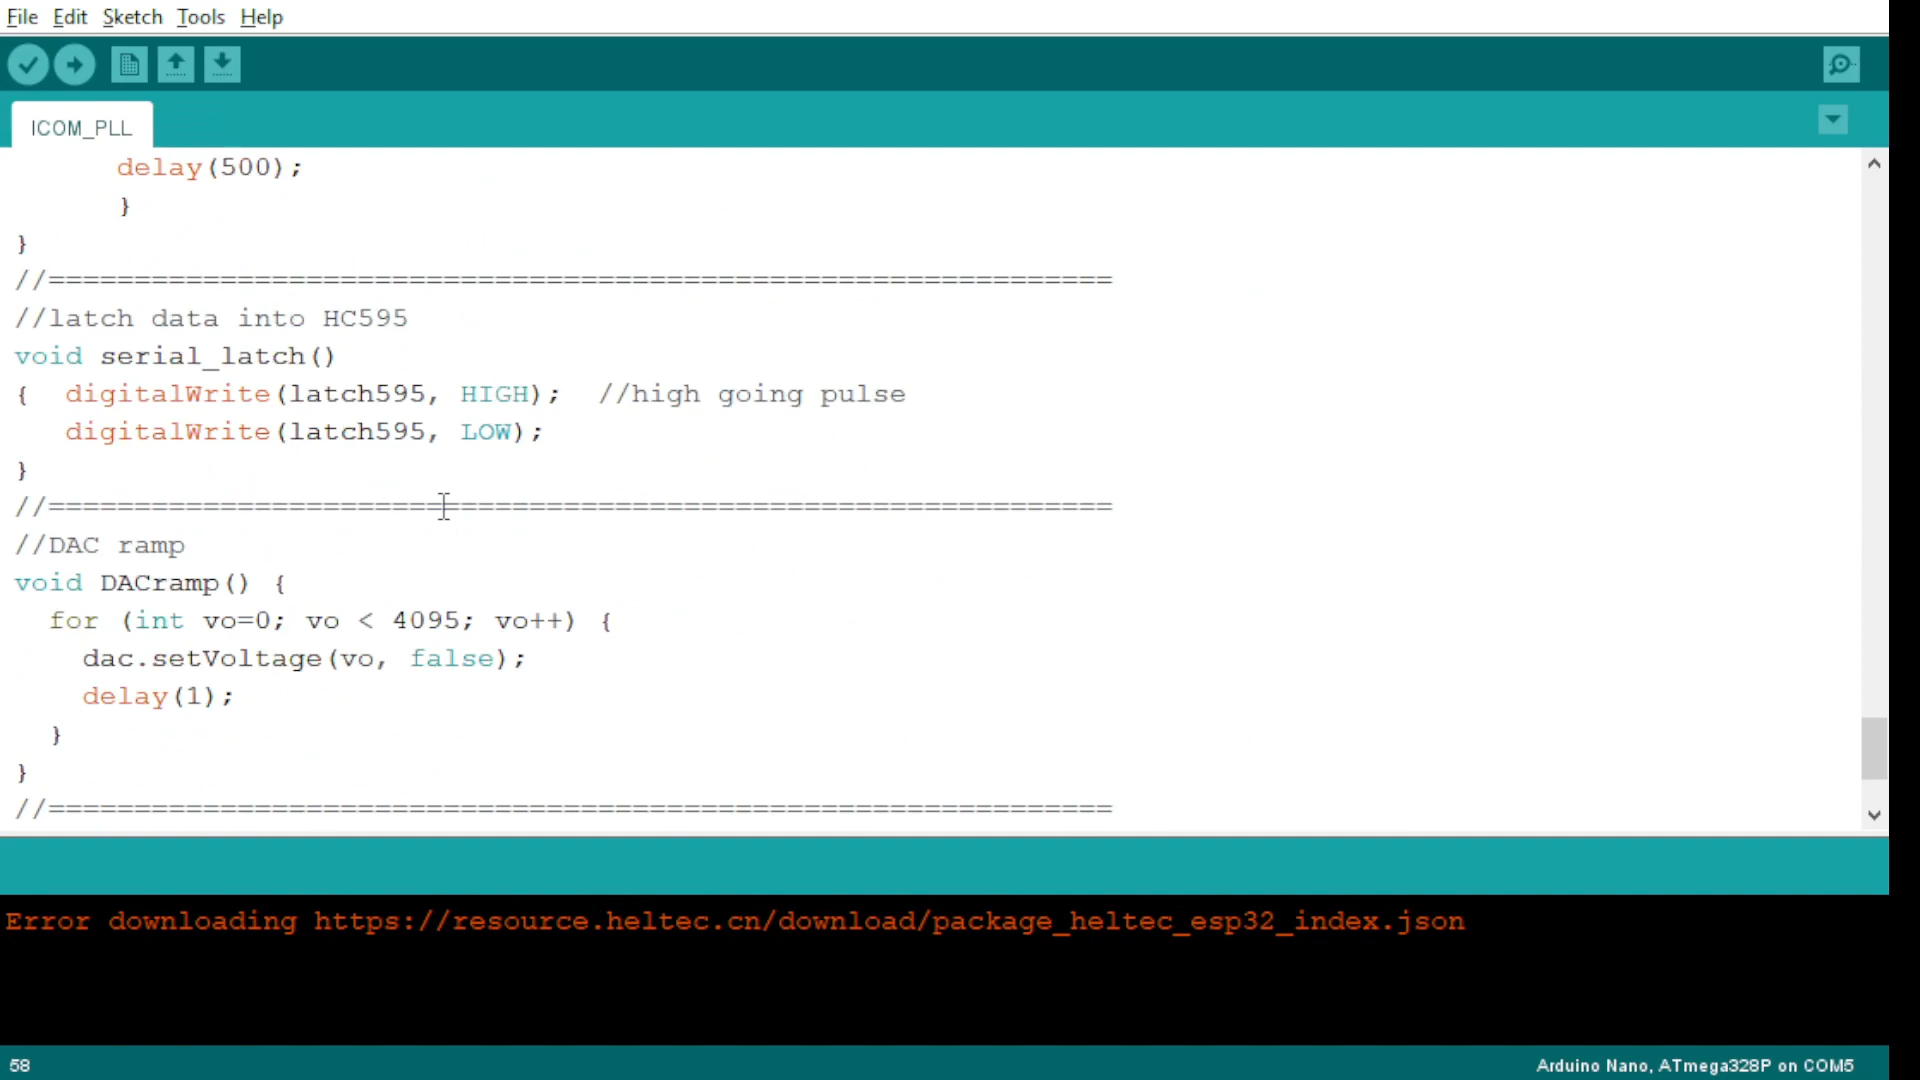 File Edit Sketch Tools Help
ICOM_PLL
delay(500);
}
}
//==============================================================
//latch data into HC595
void serial_latch()
{  digitalWrite(latch595, HIGH);  //high going pulse
digitalWrite(latch595, LOW);
}
//==============================================================
//DAC ramp
void DACramp() {
for (int vo=0; vo < 4095; vo++) {
dac.setVoltage(vo, false);
delay(1);
}
}
//==============================================================
Error downloading https://resource.heltec.cn/download/package_heltec_esp32_index.json
58
Arduino Nano, ATmega328P on COM5